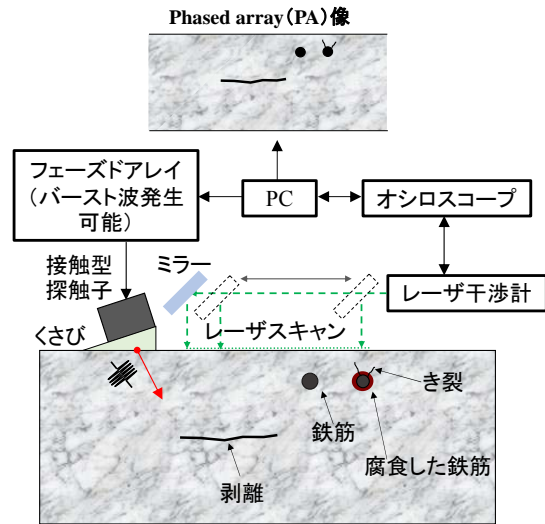 Phased array（PA）像
フェーズドアレイ
（バースト波発生
可能）
PC
オシロスコープ
接触型
探触子
ミラー
レーザ干渉計
くさび
レーザスキャン
き裂
鉄筋
腐食した鉄筋
剥離